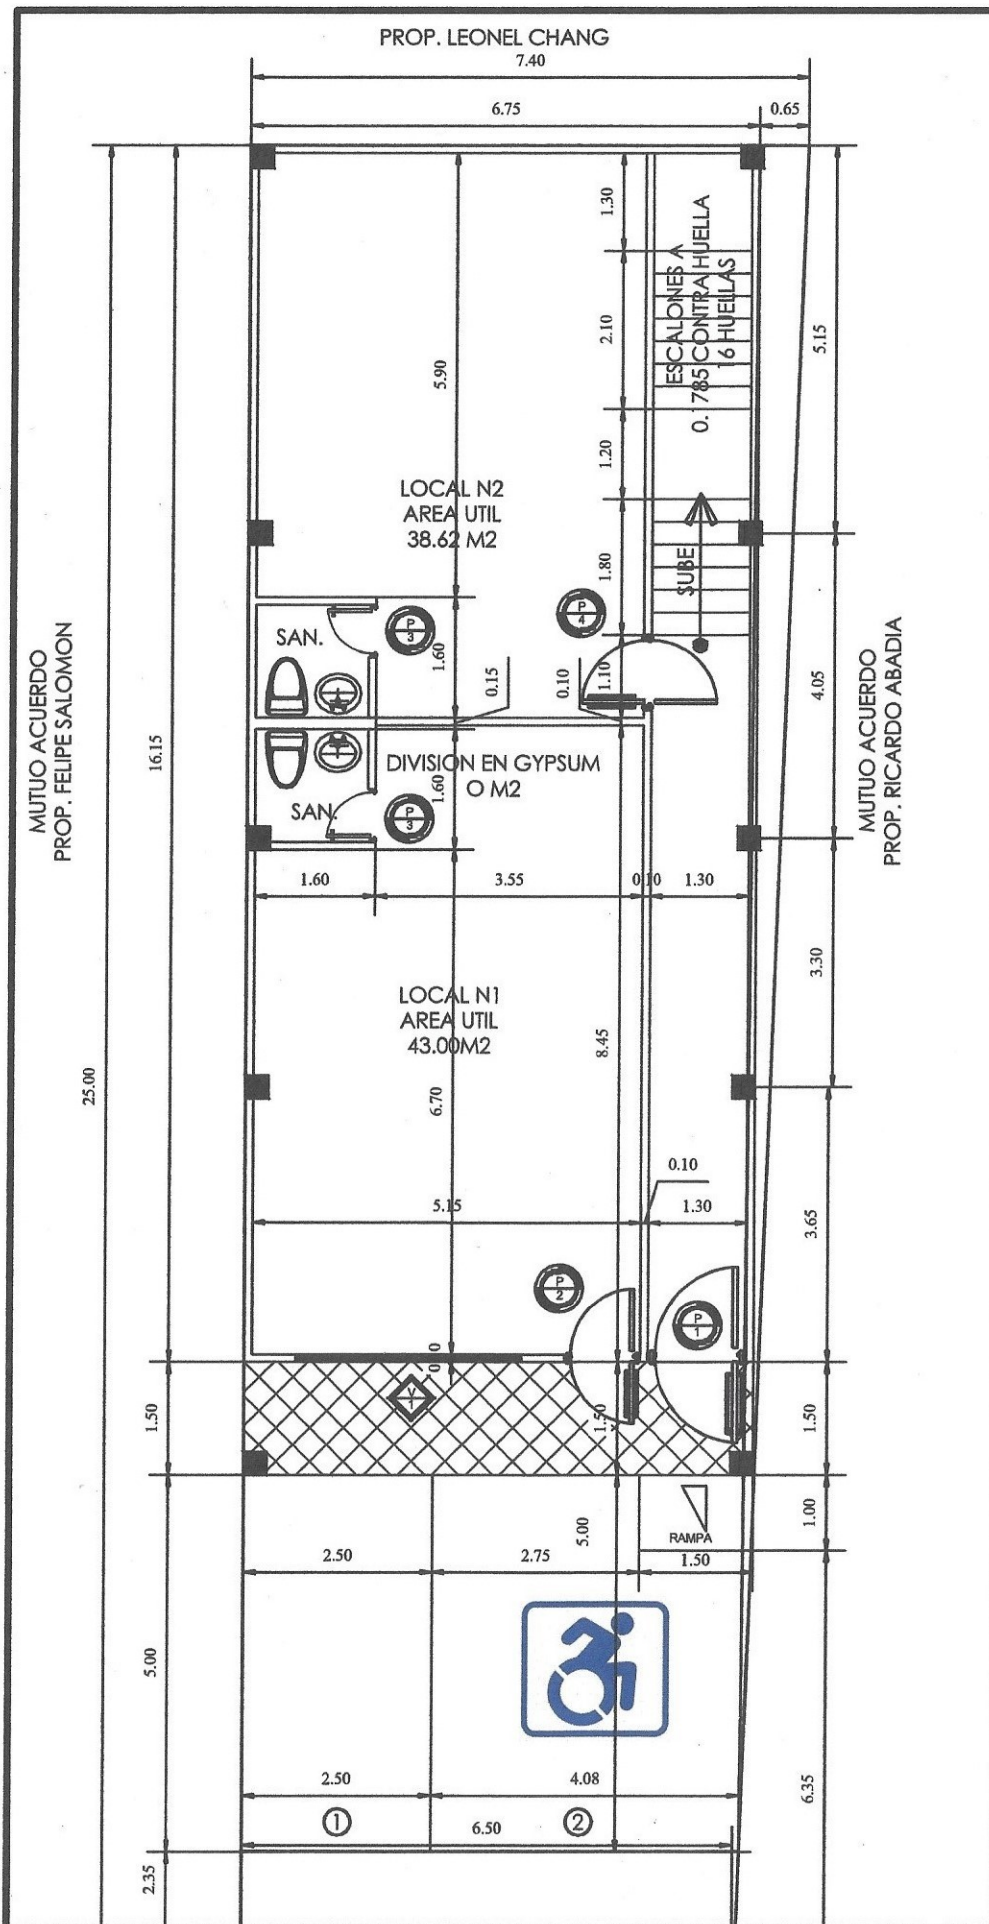 PROP. LEONEL CHANG
7.40
6.75
0.65
1.30
ESCALONES A
0.1785 CONTRA HUELLA
16 HUELLAS
2.10
5.15
5.90
1.20
LOCAL N2
AREA UTIL
38.62 M2
1.80
SUBE
P
4
SAN.
P
3
1.60
0.15
0.10
1.10
4.05
MUTUO ACUERDO
PROP. FELIPE SALOMON
16.15
MUTUO ACUERDO
PROP. RICARDO ABADIA
DIVISION EN GYPSUM
O M2
1.60
SAN.
P
3
1.60
3.55
0.10
1.30
3.30
LOCAL N1
AREA UTIL
43.00M2
8.45
25.00
6.70
0.10
5.15
1.30
3.65
P
2
P
1
V
1
1.50
1.50
1.50
5.00
1.00
RAMPA
2.50
2.75
1.50
5.00
2.50
4.08
6.35
1
2
6.50
2.35